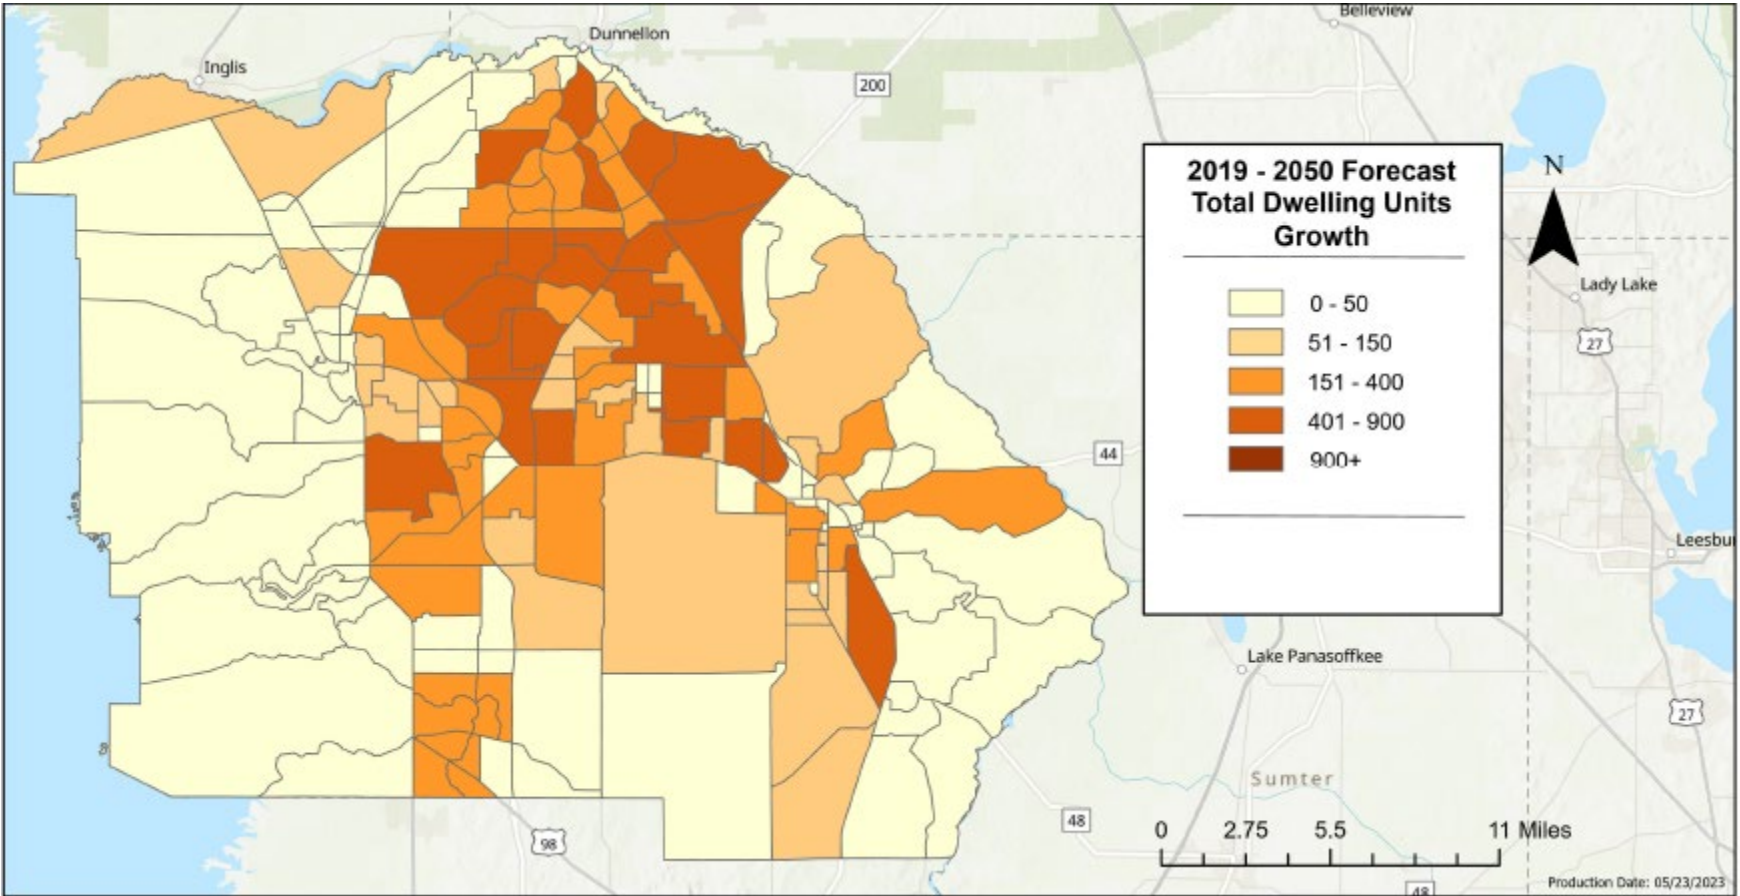 Belleview
Dunnellon
Inglis
200
2019 - 2050 Forecast
Total Dwelling Units
Growth
N
Lady Lake
0 - 50
51 - 150
27
151 - 400
401 - 900
44
900+
Leesbu
Lake Panasoffkee
27
Sumter
48
0 2.75 5.5 11 Miles
98
48
Production Date: 05/23/2023